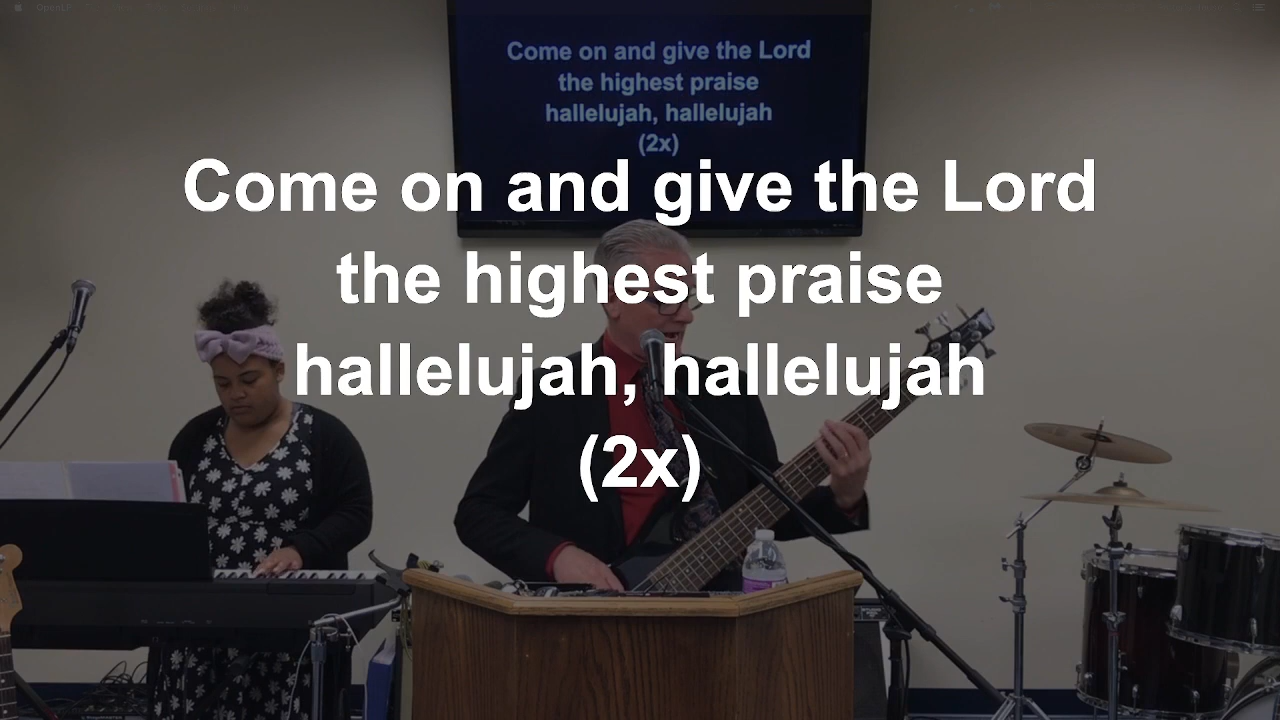 Come on and give the Lord
the highest praise
hallelujah, hallelujah
(2x)
Come on and give the Lord
the highest praise
hallelujah, hallelujah
(2x)